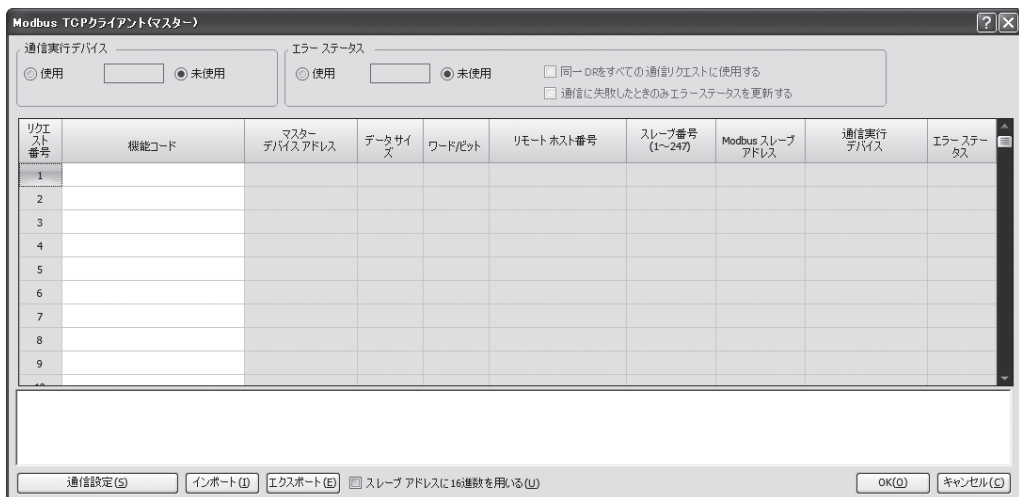 Modbus TCPクライアント(マスター)
通信実行デバイス
使用
未使用
エラー ステータス
使用
未使用
同一 DRをすべての通信リクエストに使用する
通信に失敗したときのみエラーステータスを更新する
リクエ
スト
番号
機能コード
マスター
デバイス アドレス
データ サイ
ズ
ワード/ビット
リモート ホスト番号
スレーブ番号
(1～247)
Modbus スレーブ
アドレス
通信実行
デバイス
エラー ステー
タス
1
2
3
4
5
6
7
8
9
通信設定(S)
インポート(I)
エクスポート(E)
スレーブ アドレスに16進数を用いる(U)
OK(O)
キャンセル(C)